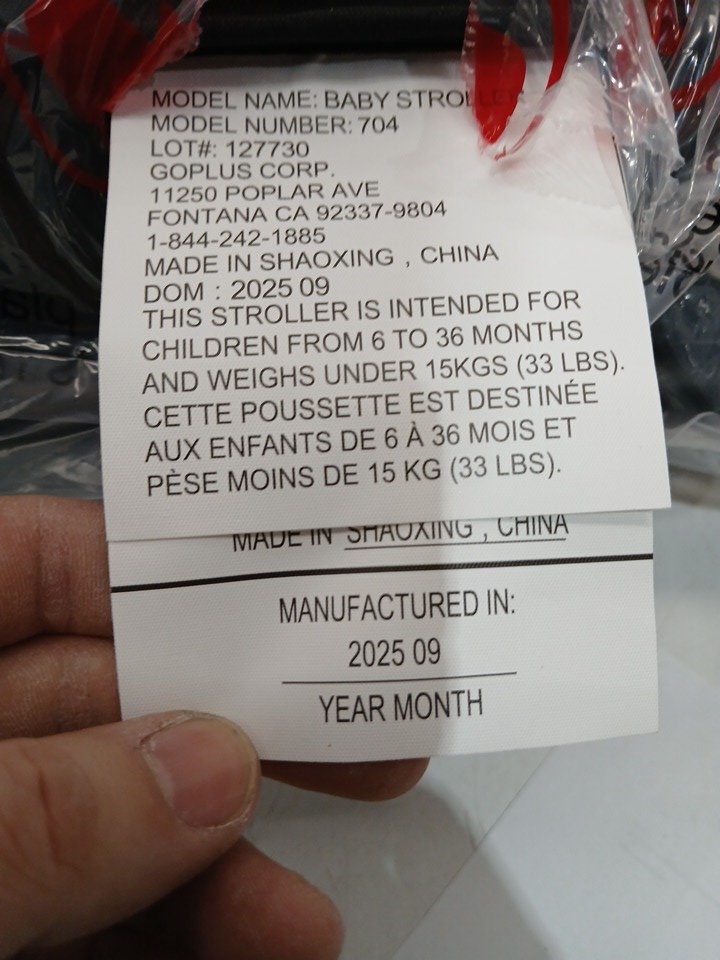 MODEL NAME: BABY STROLLER
MODEL NUMBER: 704
LOT#: 127730
GOPLUS CORP.
11250 POPLAR AVE
FONTANA CA 92337-9804
1-844-242-1885
MADE IN SHAOXING , CHINA
DOM : 2025 09
THIS STROLLER IS INTENDED FOR
CHILDREN FROM 6 TO 36 MONTHS
AND WEIGHS UNDER 15KGS (33 LBS).
CETTE POUSSETTE EST DESTINÉE
AUX ENFANTS DE 6 À 36 MOIS ET
PÈSE MOINS DE 15 KG (33 LBS).
MADE IN SHAOXING , CHINA
MANUFACTURED IN:
2025 09
YEAR MONTH